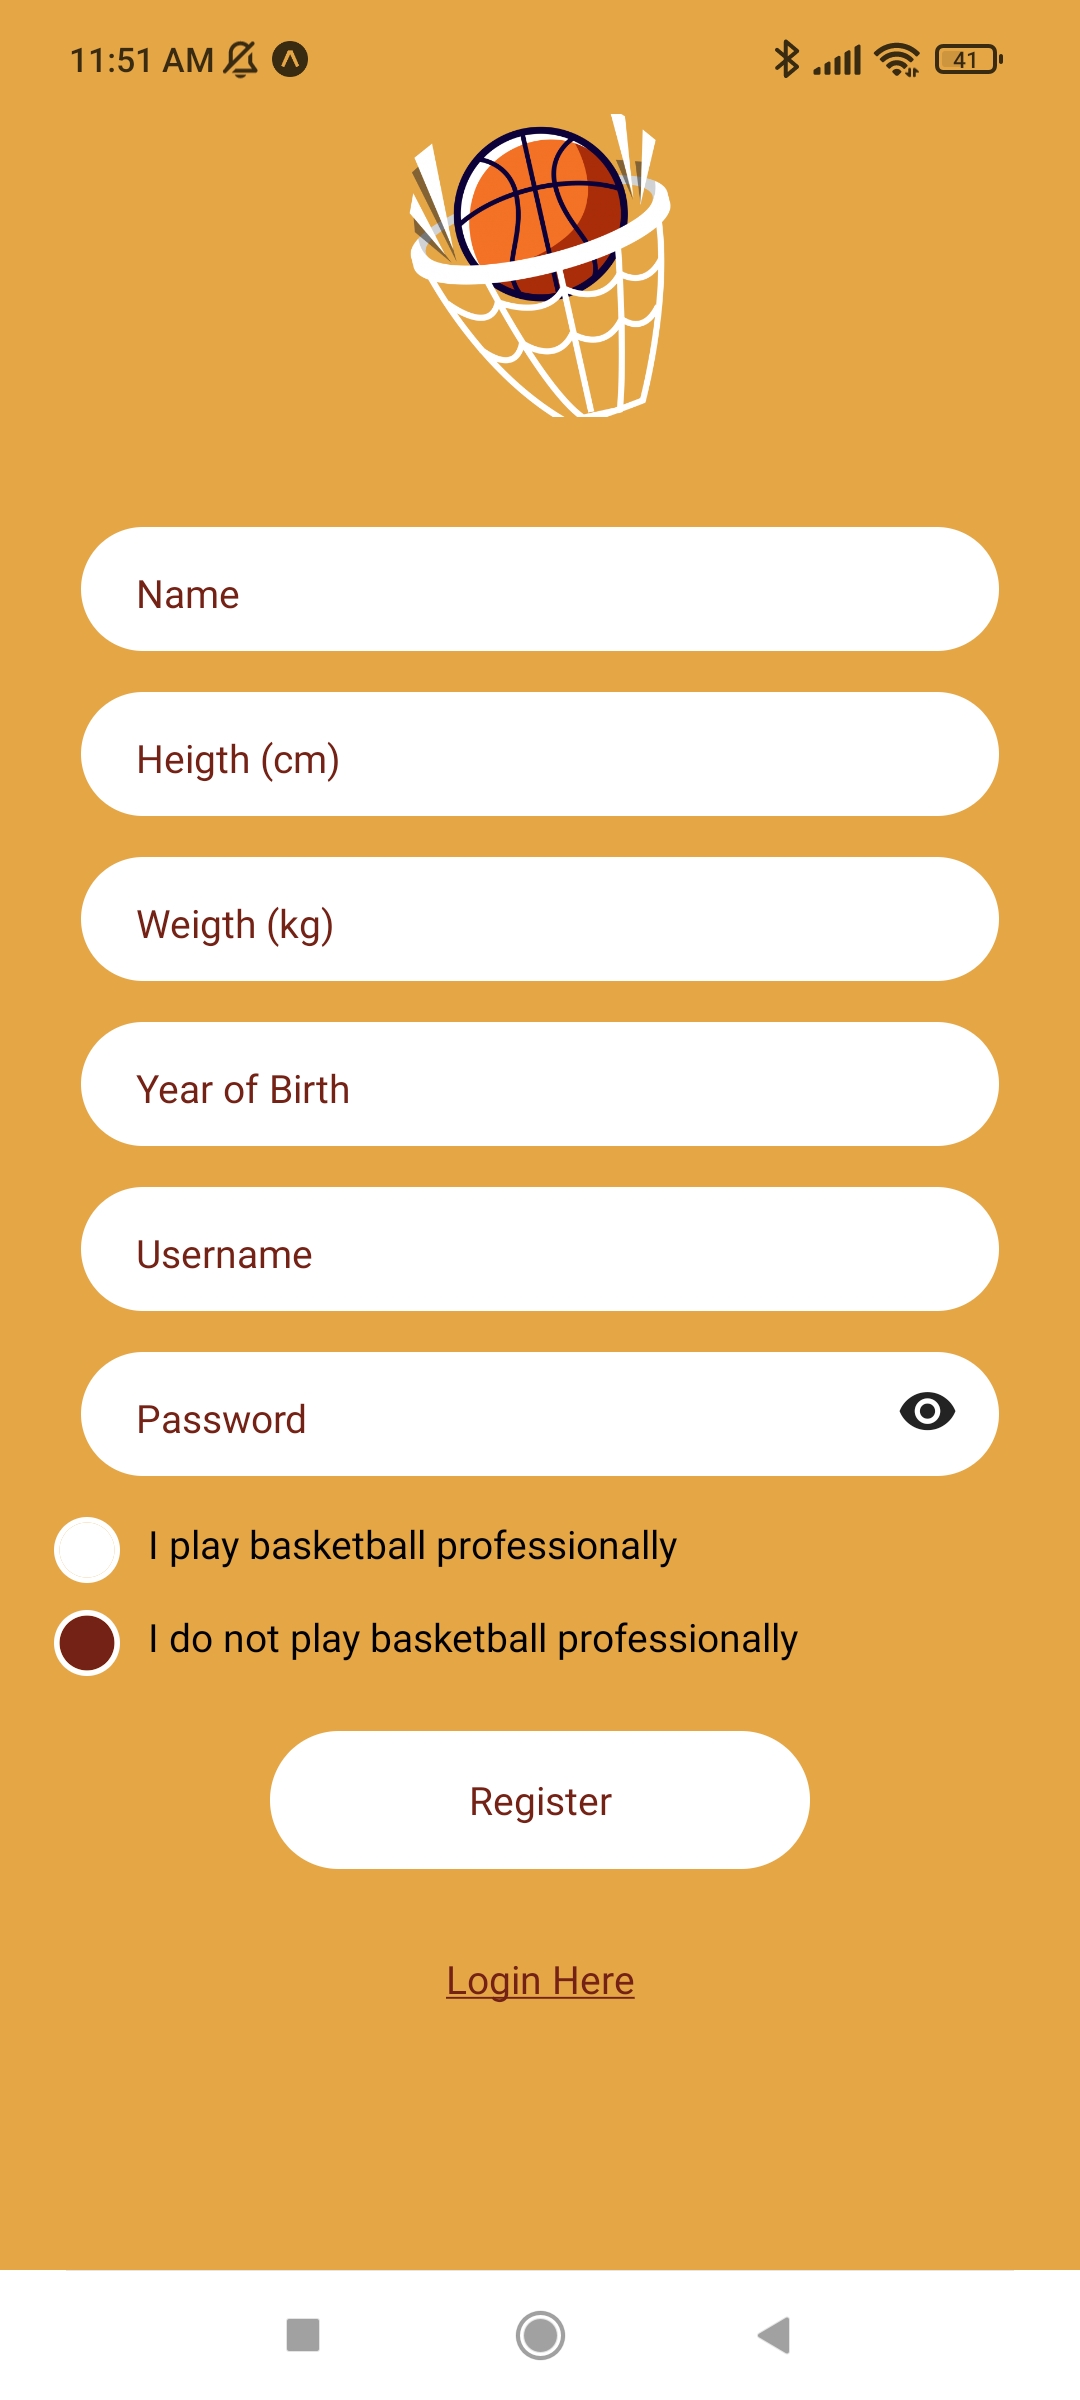 11:51 AM
41
Name
Heigth (cm)
Weigth (kg)
Year of Birth
Username
Password
I play basketball professionally
I do not play basketball professionally
Register
Login Here